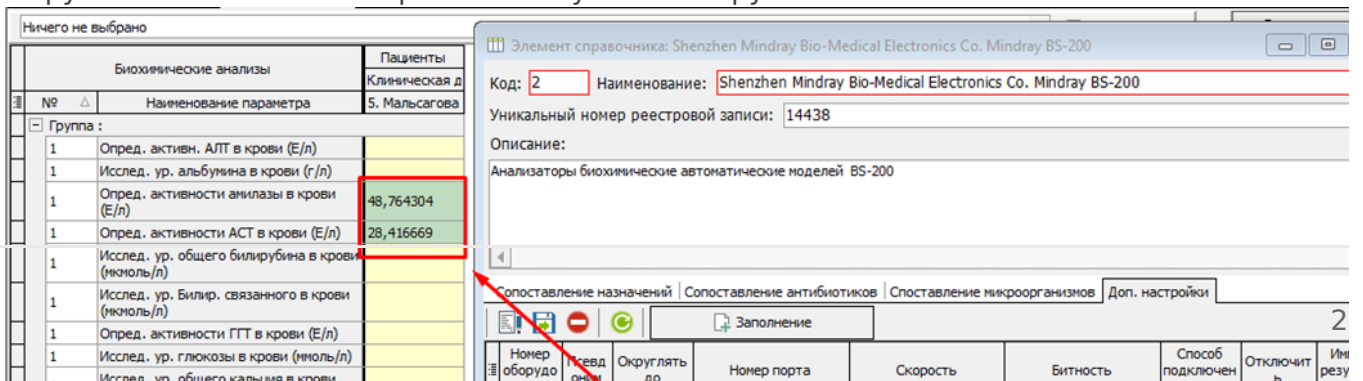 Ничего не выбрано
Биохимические анализы
Пациенты
Клиническая д
№ Наименование параметра 5. Мальсагова
Группа :
1 Опред. активн. АЛТ в крови (Е/л)
1 Исслед. ур. альбумина в крови (г/л)
1 Опред. активности амилазы в крови
(Е/л) 48,764304
1 Опред. активности АСТ в крови (Е/л) 28,416669
1 Исслед. ур. общего билирубина в крови
(мкмоль/л)
1 Исслед. ур. Билир. связанного в крови
(мкмоль/л)
1 Опред. активности ГГТ в крови (Е/л)
1 Исслед. ур. глюкозы в крови (ммоль/л)
Исслед. ур. общего кальция в крови
Элемент справочника: Shenzhen Mindray Bio-Medical Electronics Co. Mindray BS-200
Код: 2 Наименование: Shenzhen Mindray Bio-Medical Electronics Co. Mindray BS-200
Уникальный номер реестровой записи: 14438
Описание:
Анализаторы биохимические автоматические моделей BS-200
Сопоставление назначений Сопоставление антибиотиков Споставление микроорганизмов Доп. настройки
Заполнение 2
Номер
оборудо
Округлять
до
Номер порта
Скорость
Битность
Способ
подключен
Отключит